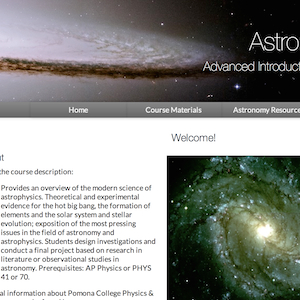 Astro
Advanced Introduct
Home
Course Materials
Astronomy Resource
Welcome!
the course description:
Provides an overview of the modern science of
astrophysics. Theoretical and experimental
evidence for the hot big bang, the formation of
elements and the solar system and stellar
evolution; exposition of the most pressing
issues in the field of astronomy and
astrophysics. Students design investigations and
conduct a final project based on research in
literature or observational studies in
astronomy. Prerequisites: AP Physics or PHYS
41 or 70.
al information about Pomona College Physics &